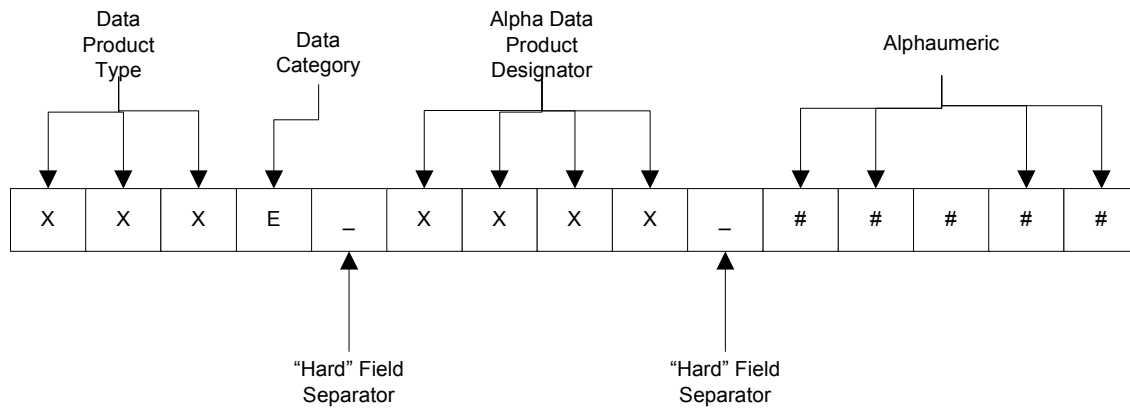 Data
Product
Type
Data
Category
Alpha Data
Product
Designator
Alphaumeric
X X X E _ X X X X _ # # # # #
“Hard” Field
Separator
“Hard” Field
Separator